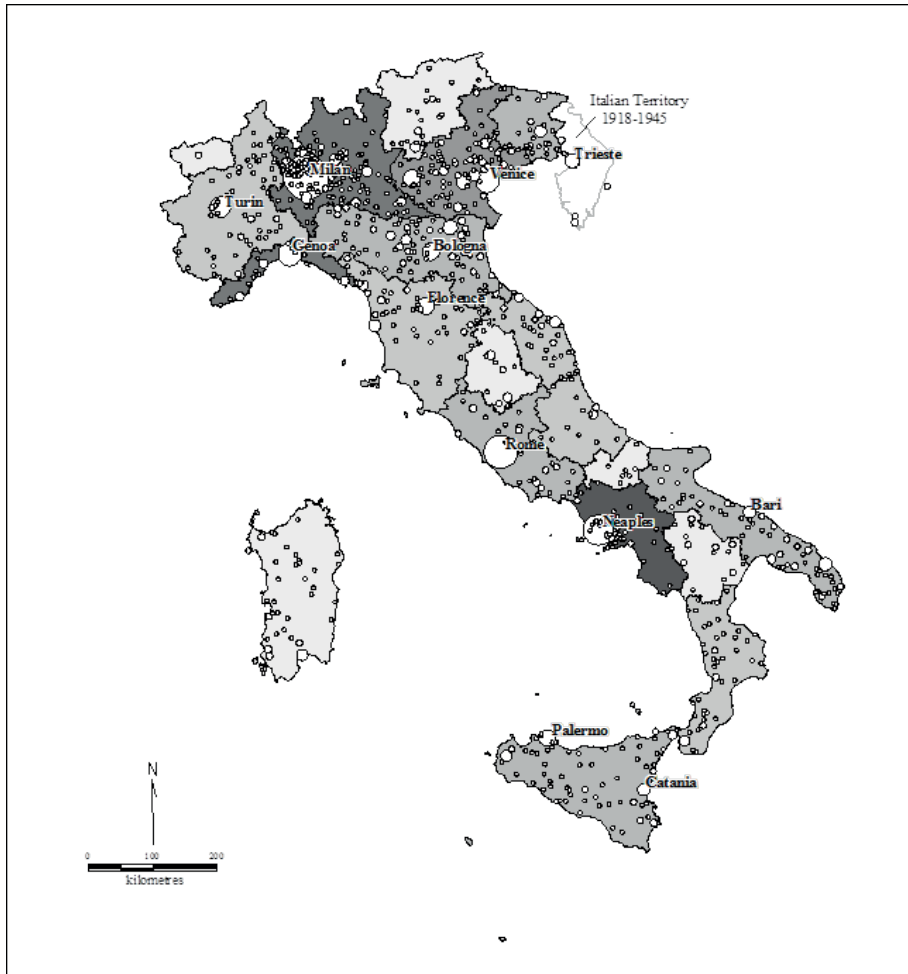 Italian Territory
1918-1945
Trieste
Milan
Venice
Turin
Genoa
Bologna
Florence
Rome
Bari
Neaples
Palermo
Catania
N
0 100 200
kilometres